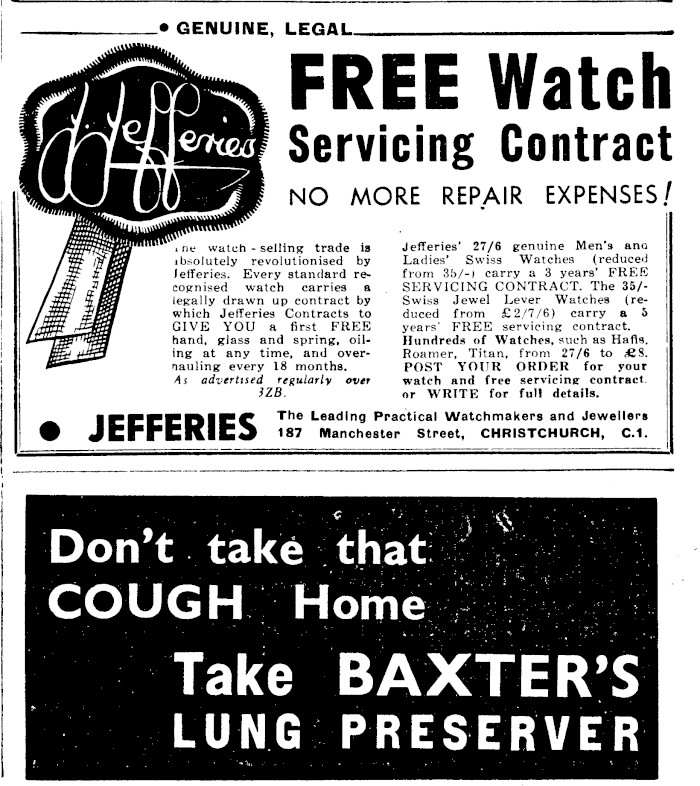 • GENUINE, LEGAL
J. Jefferies
FREE Watch
Servicing Contract
NO MORE REPAIR EXPENSES!
The watch-selling trade is
absolutely revolutionised by
Jefferies. Every standard re-
cognised watch carries a
legally drawn up contract by
which Jefferies Contracts to
GIVE YOU a first FREE
hand, glass and spring, oil-
ing at any time, and over-
hauling every 18 months.
As advertised regularly over
3ZB.
Jefferies' 27/6 genuine Men's and
Ladies' Swiss Watches (reduced
from 35/-) carry a 3 years' FREE
SERVICING CONTRACT. The 35/-
Swiss Jewel Lever Watches (re-
duced from £2/7/6) carry a 5
years' FREE servicing contract.
Hundreds of Watches, such as Hafis,
Roamer, Titan, from 27/6 to £8.
POST YOUR ORDER for your
watch and free servicing contract.
or WRITE for full details.
• JEFFERIES
The Leading Practical Watchmakers and Jewellers
187 Manchester Street, CHRISTCHURCH, C.1.
Don't take that
COUGH Home
Take BAXTER'S
LUNG PRESERVER